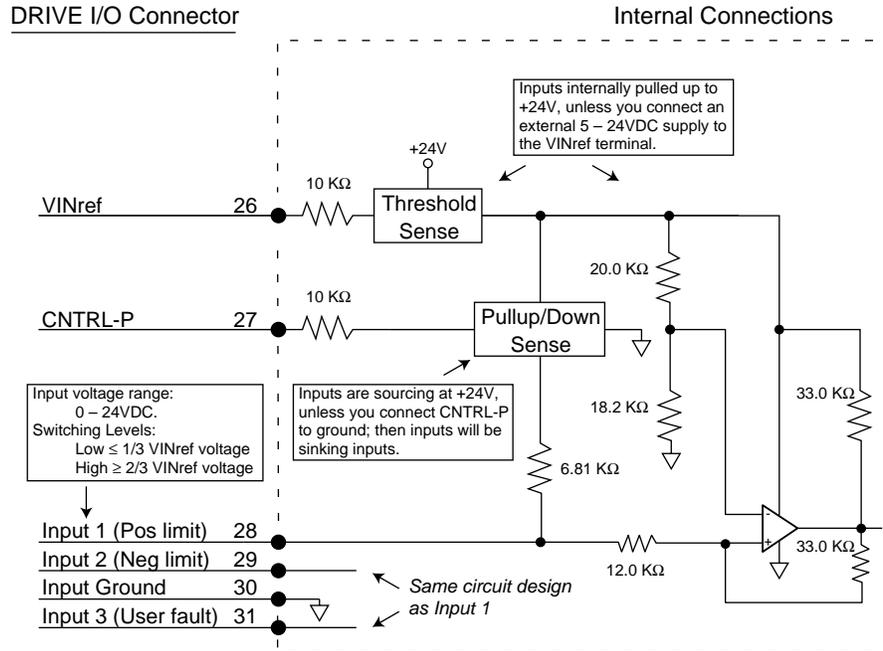 DRIVE I/O Connector
Internal Connections
Inputs internally pulled up to
+24V, unless you connect an
external 5 – 24VDC supply to
the VINref terminal.
+24V
10 KΩ
VINref 26
Threshold
Sense
20.0 KΩ
10 KΩ
CNTRL-P 27
Pullup/Down
Sense
Input voltage range:
0 – 24VDC.
Switching Levels:
Low ≤ 1/3 VINref voltage
High ≥ 2/3 VINref voltage
Inputs are sourcing at +24V,
unless you connect CNTRL-P
to ground; then inputs will be
sinking inputs.
18.2 KΩ
33.0 KΩ
6.81 KΩ
-
+
33.0 KΩ
12.0 KΩ
Input 1 (Pos limit) 28
Input 2 (Neg limit) 29
Input Ground 30
Input 3 (User fault) 31
Same circuit design
as Input 1